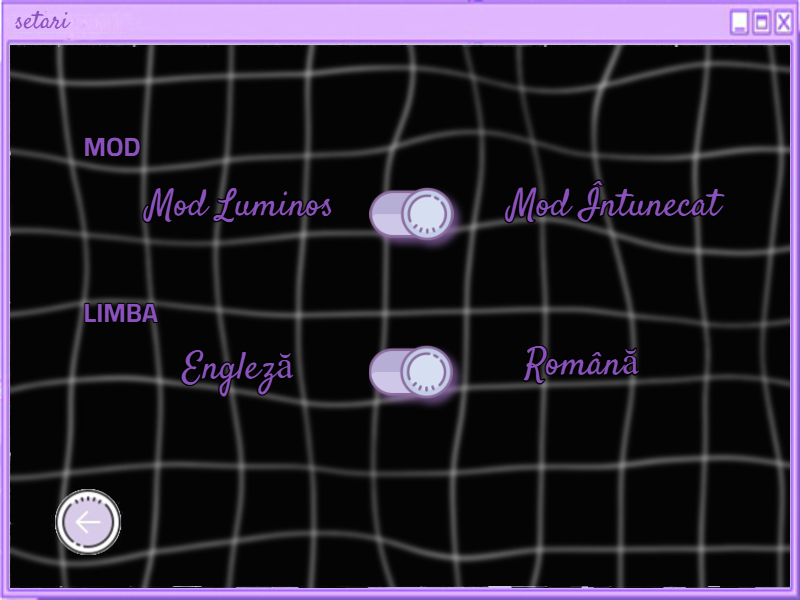 setari
MOD
Mod Luminos
Mod Întunecat
LIMBA
Engleză
Română